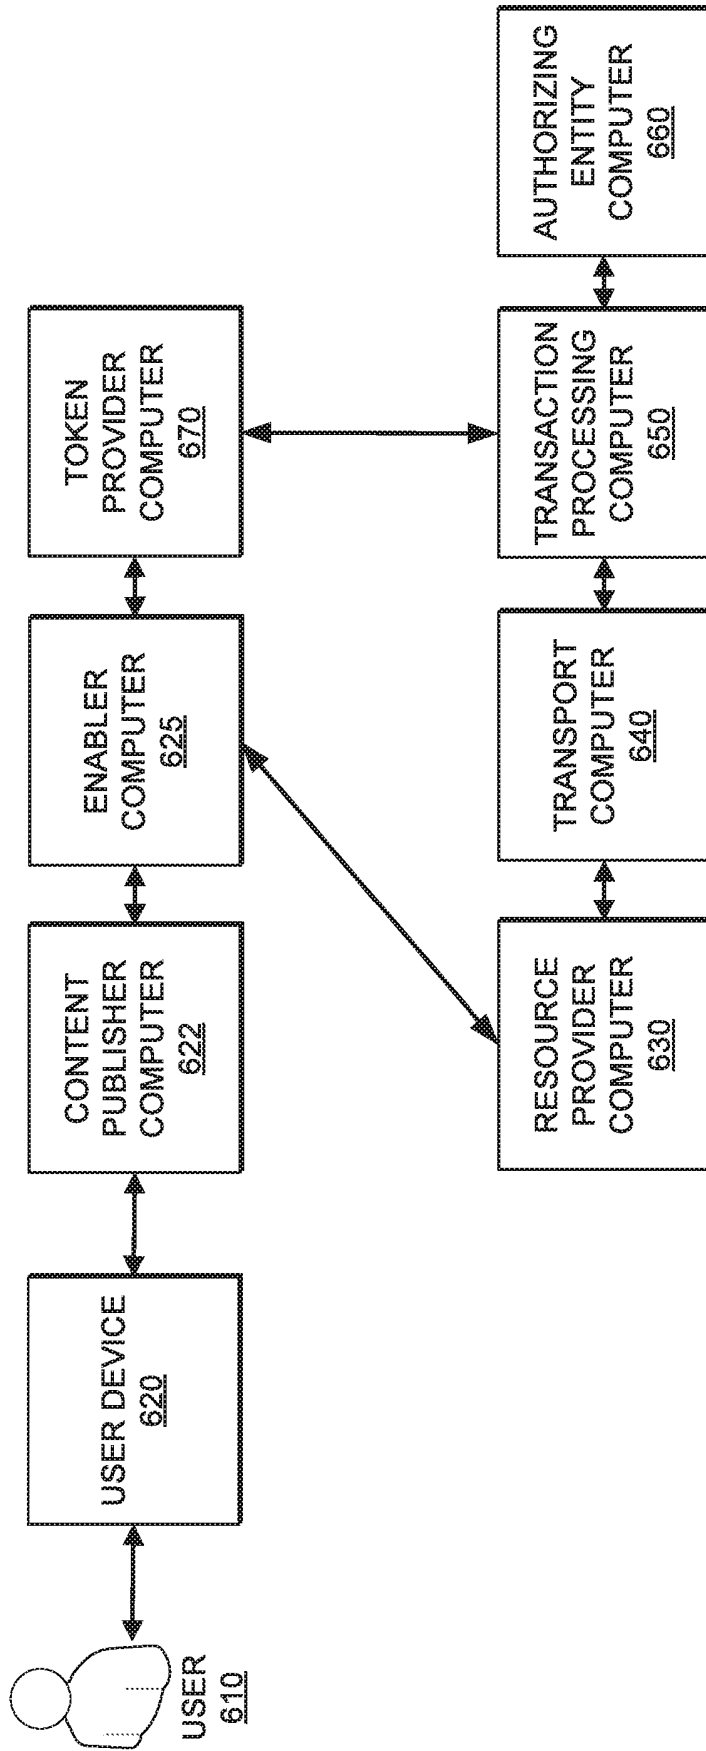 USER
610
USER DEVICE
620
CONTENT
PUBLISHER
COMPUTER
622
ENABLER
COMPUTER
625
TOKEN
PROVIDER
COMPUTER
670
RESOURCE
PROVIDER
COMPUTER
630
TRANSPORT
COMPUTER
640
TRANSACTION
PROCESSING
COMPUTER
650
AUTHORIZING
ENTITY
COMPUTER
660